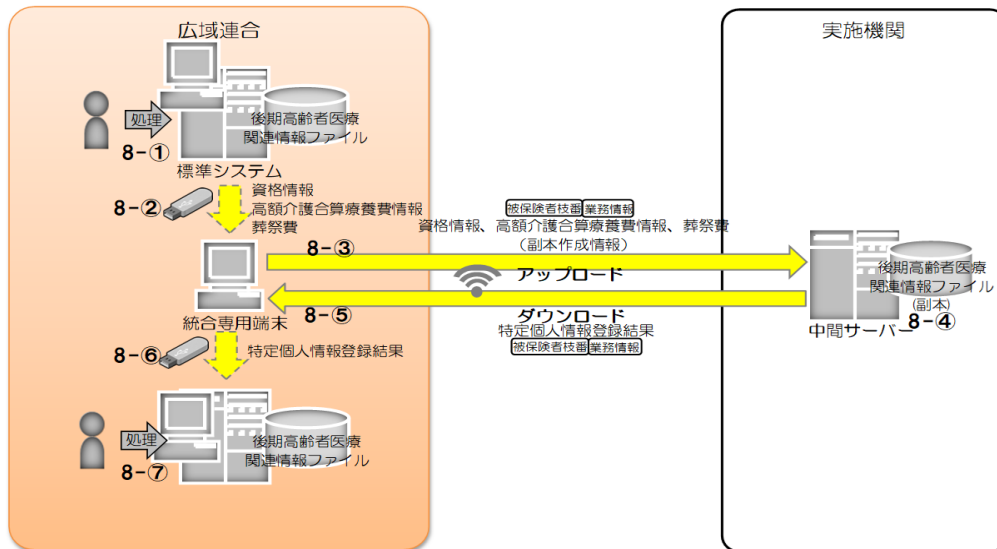 広域連合
実施機関
処理
後期高齢者医療
関連情報ファイル
8-①
標準システム
8-②
資格情報
高額介護合算療養費情報
葬祭費
被保険者枝番 業務情報
資格情報、高額介護合算療養費情報、葬祭費
(副本作成情報)
8-③
アップロード
後期高齢者医療
関連情報ファイル
(副本)
8-④
中間サーバー
統合専用端末
8-⑤
ダウンロード
特定個人情報登録結果
被保険者枝番 業務情報
8-⑥
特定個人情報登録結果
処理
後期高齢者医療
関連情報ファイル
8-⑦